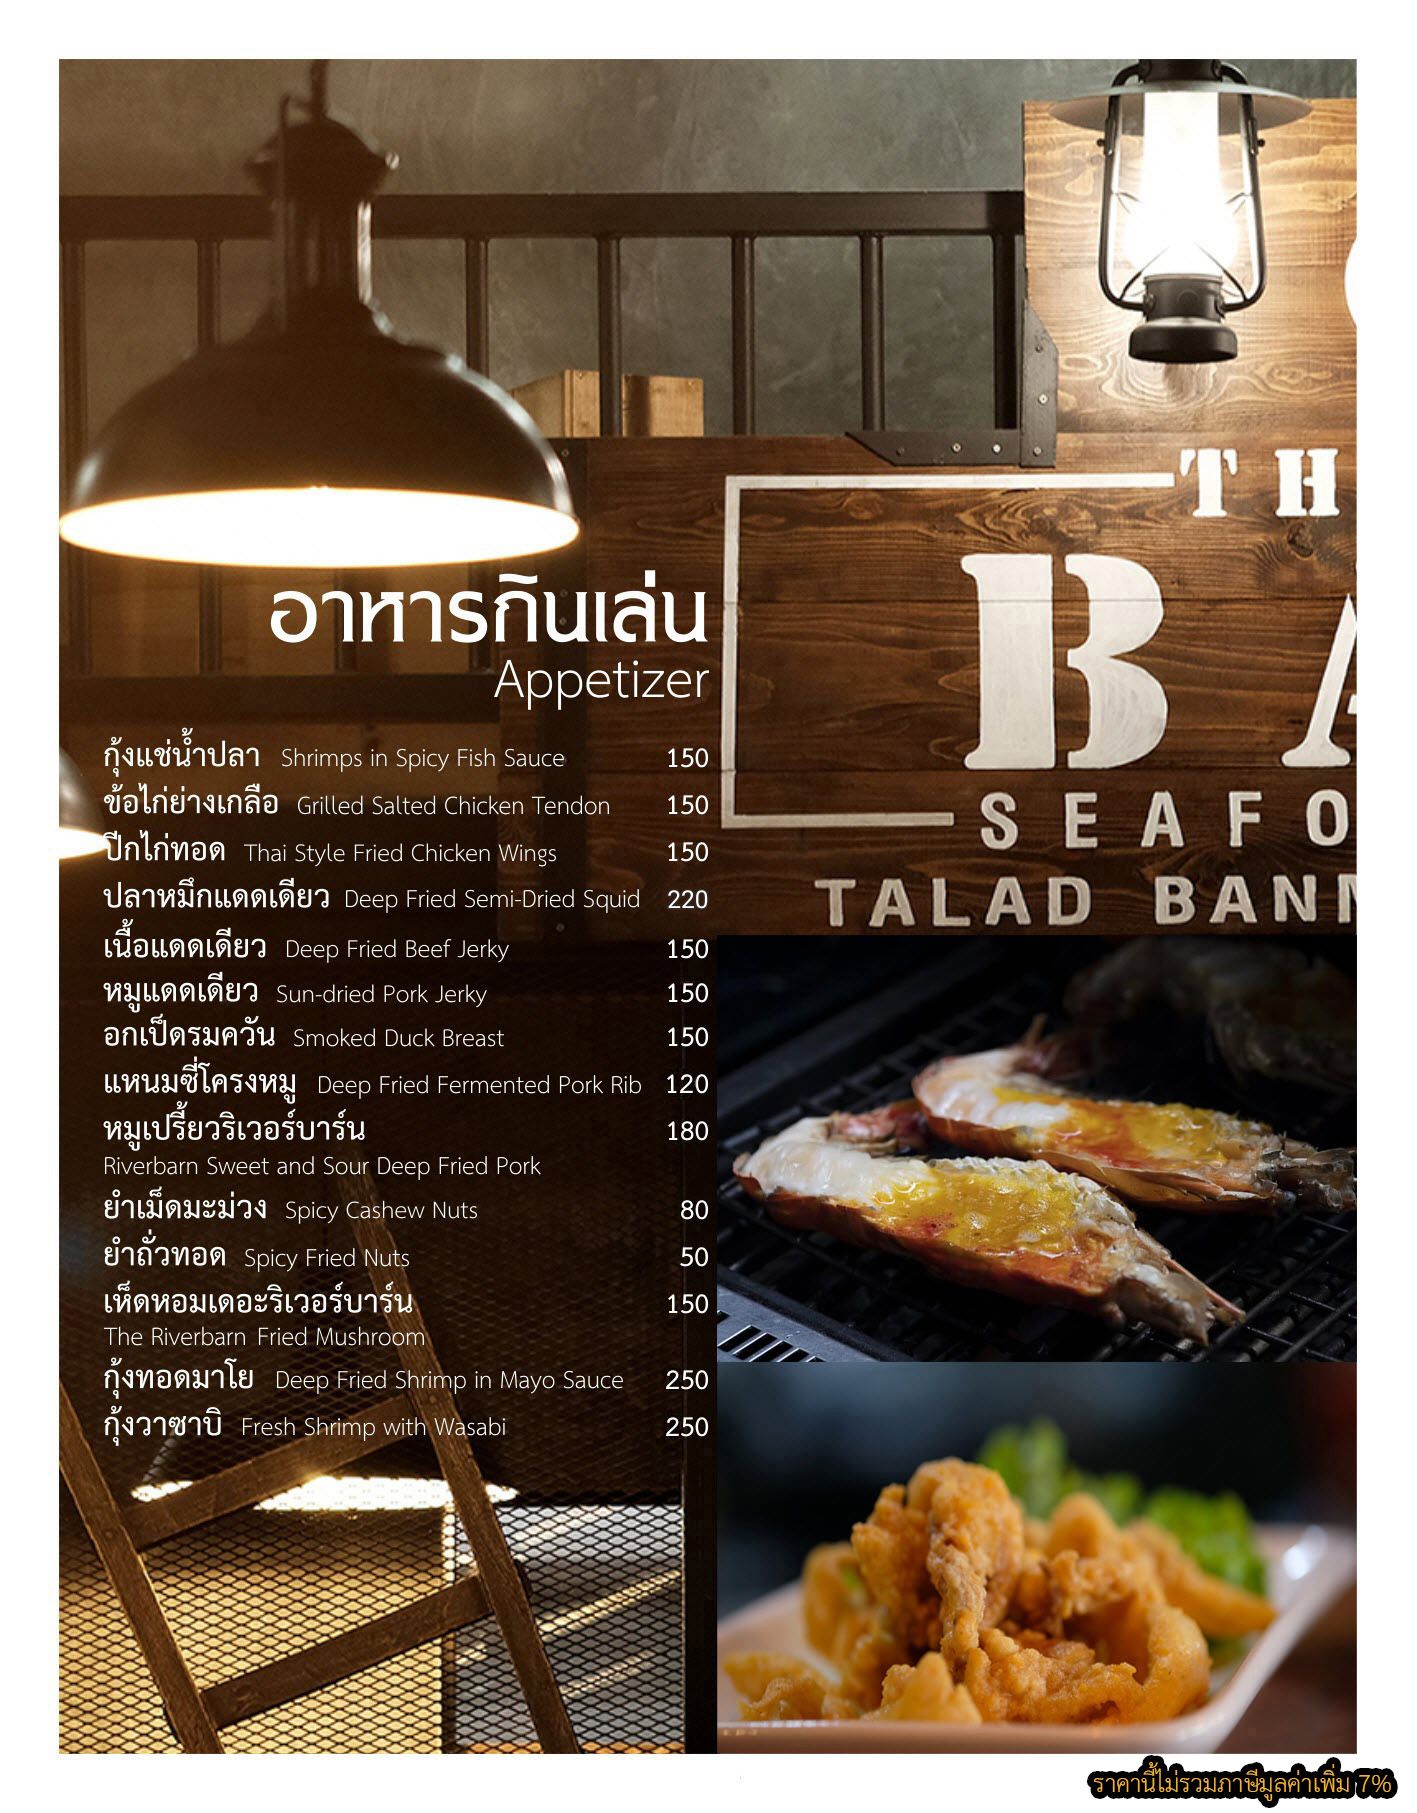 TH
B A
SEAFO
TALAD BANN
อาหารกินเล่น
Appetizer
กุ้งแช่น้ำปลา Shrimps in Spicy Fish Sauce 150
ข้อไก่ย่างเกลือ Grilled Salted Chicken Tendon 150
ปีกไก่ทอด Thai Style Fried Chicken Wings 150
ปลาหมึกแดดเดียว Deep Fried Semi-Dried Squid 220
เนื้อแดดเดียว Deep Fried Beef Jerky 150
หมูแดดเดียว Sun-dried Pork Jerky 150
อกเป็ดรมควัน Smoked Duck Breast 150
แหนมซี่โครงหมู Deep Fried Fermented Pork Rib 120
หมูเปรี้ยวริเวอร์บาร์น 180
Riverbarn Sweet and Sour Deep Fried Pork
ยำเม็ดมะม่วง Spicy Cashew Nuts 80
ยำถั่วทอด Spicy Fried Nuts 50
เห็ดหอมเดอะริเวอร์บาร์น 150
The Riverbarn Fried Mushroom
กุ้งทอดมาโย Deep Fried Shrimp in Mayo Sauce 250
กุ้งวาซาบิ Fresh Shrimp with Wasabi 250
ราคานี้ไม่รวมภาษีมูลค่าเพิ่ม 7%